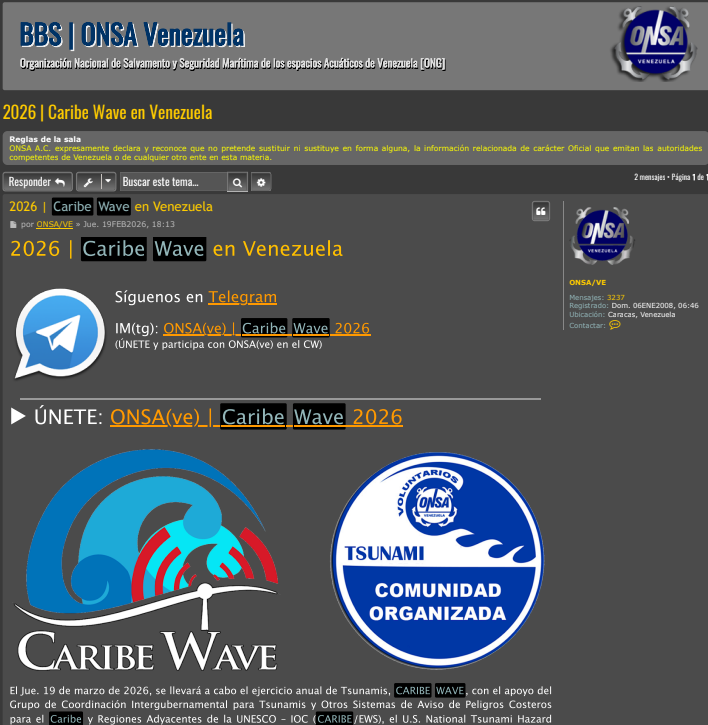 BBS | ONSA Venezuela
Organización Nacional de Salvamento y Seguridad Marítima de los espacios Acuáticos de Venezuela [ONG]
ONSA
VENEZUELA
2026 | Caribe Wave en Venezuela
Reglas de la sala
ONSA A.C. expresamente declara y reconoce que no pretende sustituir ni sustituye en forma alguna, la información relacionada de carácter Oficial que emitan las autoridades
competentes de Venezuela o de cualquier otro ente en esta materia.
Responder
Buscar este tema...
2 mensajes • Página 1 de 1
2026 | Caribe Wave en Venezuela
por ONSA/VE » Jue. 19FEB2026, 18:13
2026 | Caribe Wave en Venezuela
ONSA
VENEZUELA
ONSA/VE
Mensajes: 3237
Registrado: Dom. 06ENE2008, 06:46
Ubicación: Caracas, Venezuela
Contactar:
Síguenos en Telegram
IM(tg): ONSA(ve) | Caribe Wave 2026
(ÚNETE y participa con ONSA(ve) en el CW)
▶ ÚNETE: ONSA(ve) | Caribe Wave 2026
CARIBE WAVE
VOLUNTARIOS
ONSA
VENEZUELA
TSUNAMI
COMUNIDAD
ORGANIZADA
El Jue. 19 de marzo de 2026, se llevará a cabo el ejercicio anual de Tsunamis, CARIBE WAVE, con el apoyo del
Grupo de Coordinación Intergubernamental para Tsunamis y Otros Sistemas de Aviso de Peligros Costeros
para el Caribe y Regiones Adyacentes de la UNESCO - IOC (CARIBE/EWS), el U.S. National Tsunami Hazard